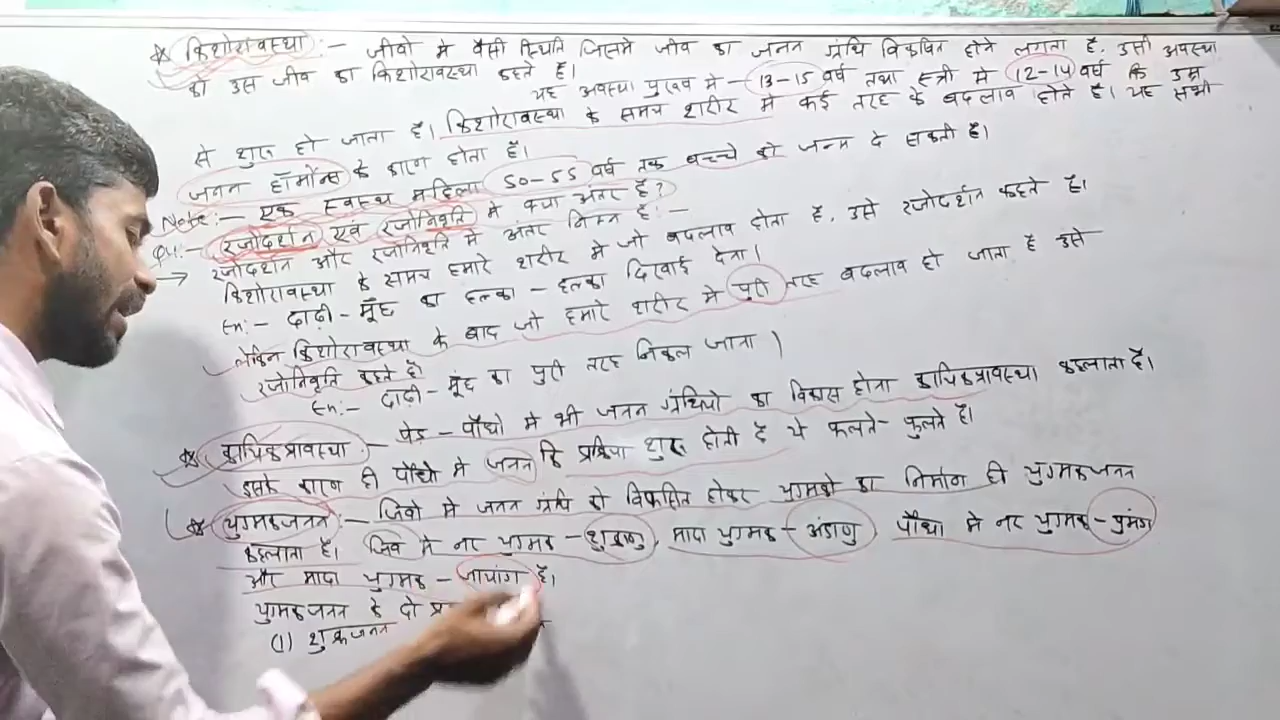 * किशोरावस्था :- जीवो मे वैसी स्थिति जिसमे जीव का जनन ग्रंथि विकसित होने लगता है, उसी अवस्था
को उस जीव का किशोरावस्था कहते है।
यह अवस्था पुरुष मे - 13-15 वर्ष तथा स्त्री मे 12-14 वर्ष कि उम्र
से शुरू हो जाता है। किशोरावस्था के समय शरीर मे कई तरह के बदलाव होते है। यह सभी
जनन हॉर्मोन्स के कारण होता है।
Note:- एक स्वस्थ महिला 50-55 वर्ष तक बच्चे को जन्म दे सकती है।
रजोदर्शन एवं रजोनिवृति मे क्या अंतर है?
→ रजोदर्शन और रजोनिवृति मे अंतर निम्न है:-
किशोरावस्था के समय हमारे शरीर मे जो बदलाव होता है, उसे रजोदर्शन कहते है।
Ex:- दाढ़ी - मूँछ का हल्का - हल्का दिखाई देना।
लेकिन किशोरावस्था के बाद जो हमारे शरीर मे पुरी तरह बदलाव हो जाता है उसे
रजोनिवृति कहते है।
Ex:- दाढ़ी - मूंछ का पुरी तरह निकल जाना।
* कायिकप्रावस्था - पेड़ - पौधो मे भी जनन ग्रंथियो का विकास होना कायिकप्रावस्था कहलाता है।
इसके कारण ही पौधो मे जनन कि प्रक्रिया शुरू होती है ये फलते- फुलते है।
* युग्मकजनन :- जिवो मे जनन ग्रंथि को विकसित होकर युग्मको का निर्माण ही युग्मकजनन
कहलाता है। जिव मे नर युग्मक - शुक्राणु, मादा युग्मक - अंडाणु पौधा मे नर युग्मक - पुमंग
और मादा युग्मक - जायांग है।
युग्मकजनन के दो
(1) शुक्रजनन